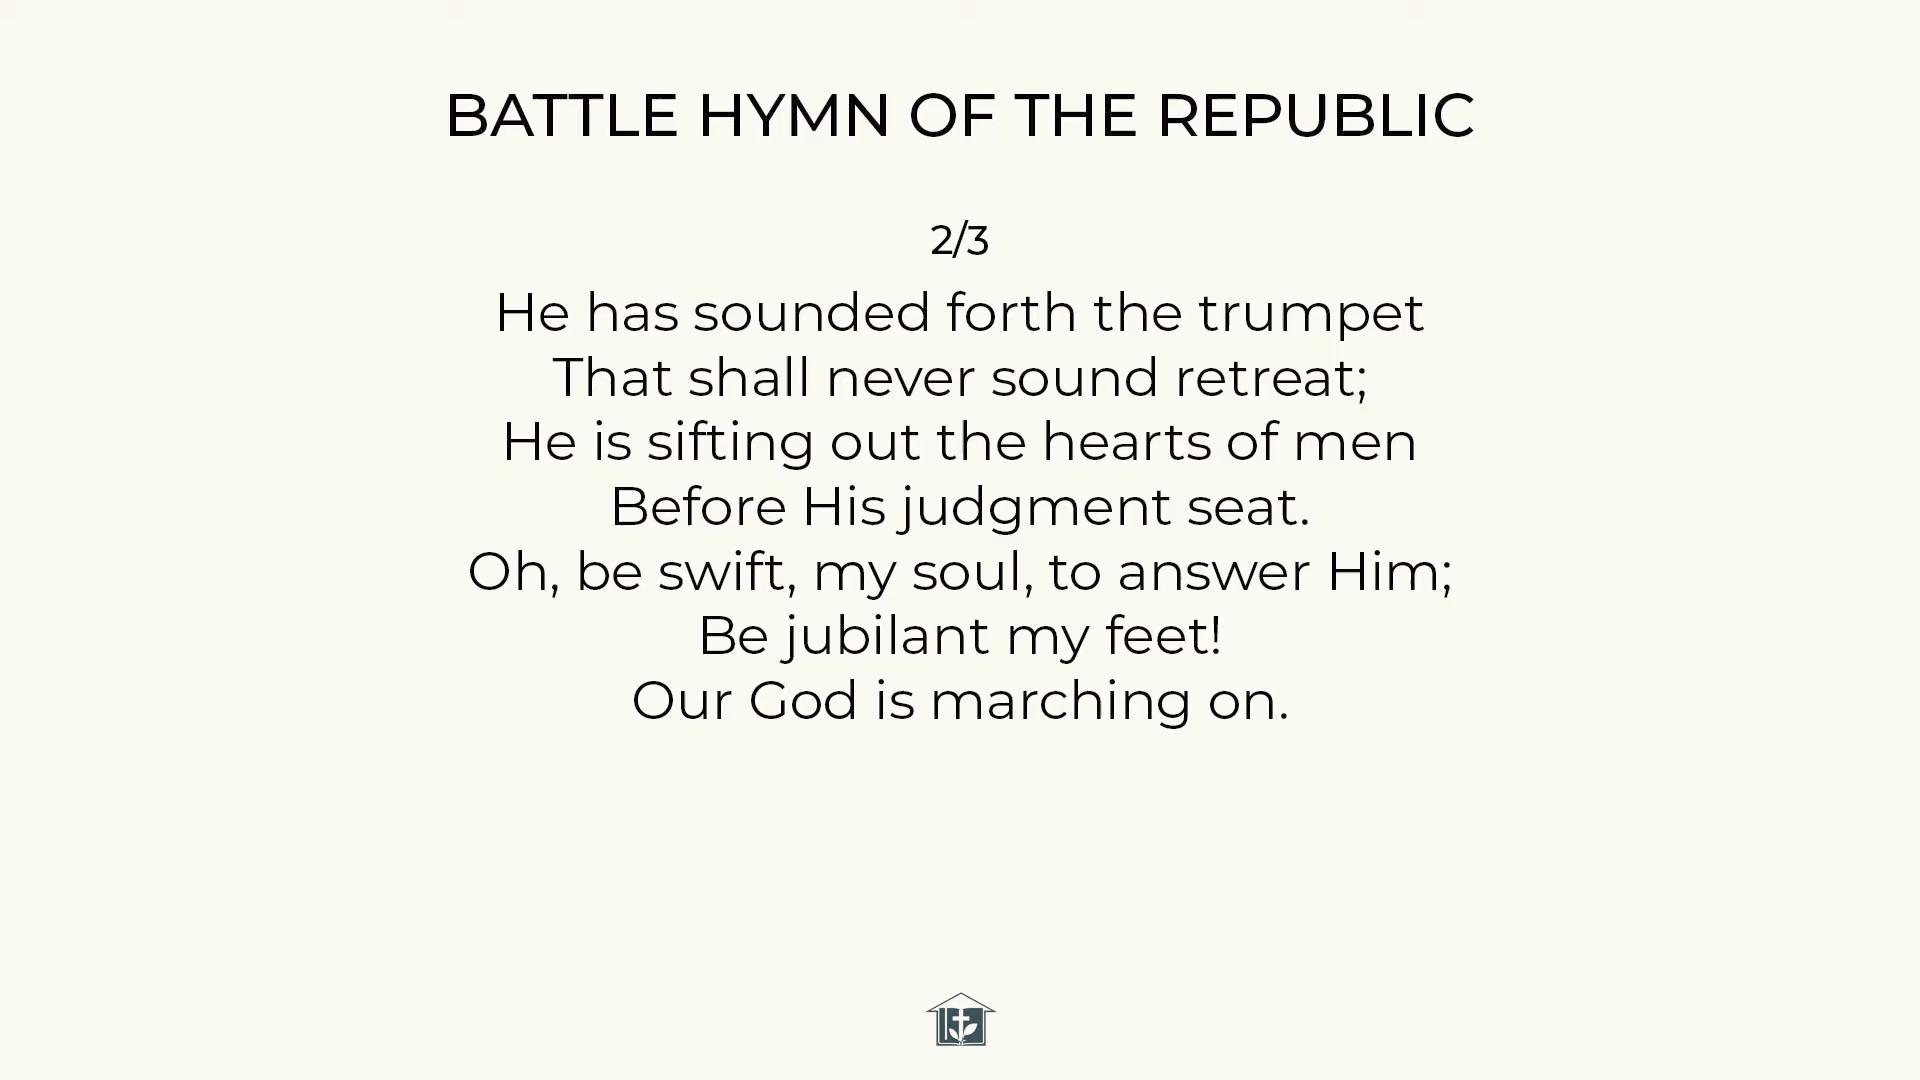 BATTLE HYMN OF THE REPUBLIC
2/3
He has sounded forth the trumpet
That shall never sound retreat;
He is sifting out the hearts of men
Before His judgment seat.
Oh, be swift, my soul, to answer Him;
Be jubilant my feet!
Our God is marching on.